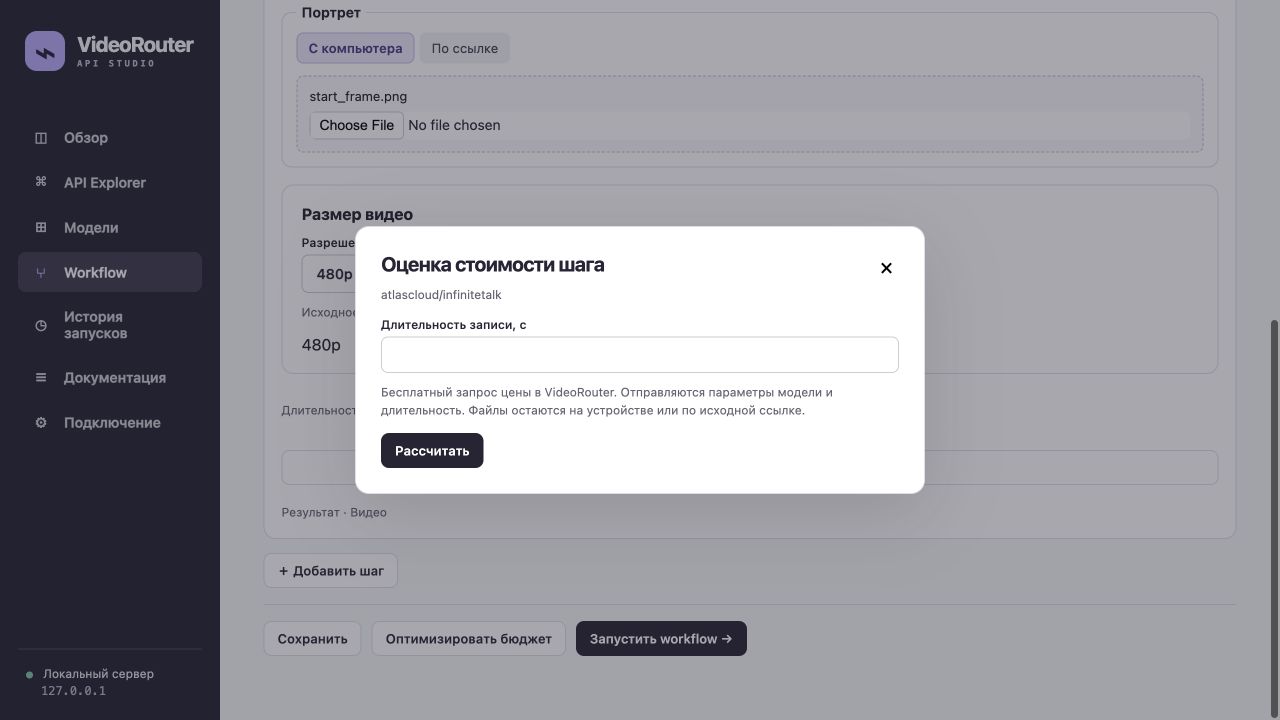 VideoRouter
API STUDIO
Обзор
API Explorer
Модели
Workflow
История
запусков
Документация
Подключение
Локальный сервер
127.0.0.1
Портрет
С компьютера
По ссылке
start_frame.png
Choose File No file chosen
Размер видео
Разреше
480p
Исходное
480p
Длительност
Результат · Видео
+ Добавить шаг
Сохранить
Оптимизировать бюджет
Запустить workflow →
Оценка стоимости шага
×
atlascloud/infinitetalk
Длительность записи, с
Бесплатный запрос цены в VideoRouter. Отправляются параметры модели и
длительность. Файлы остаются на устройстве или по исходной ссылке.
Рассчитать